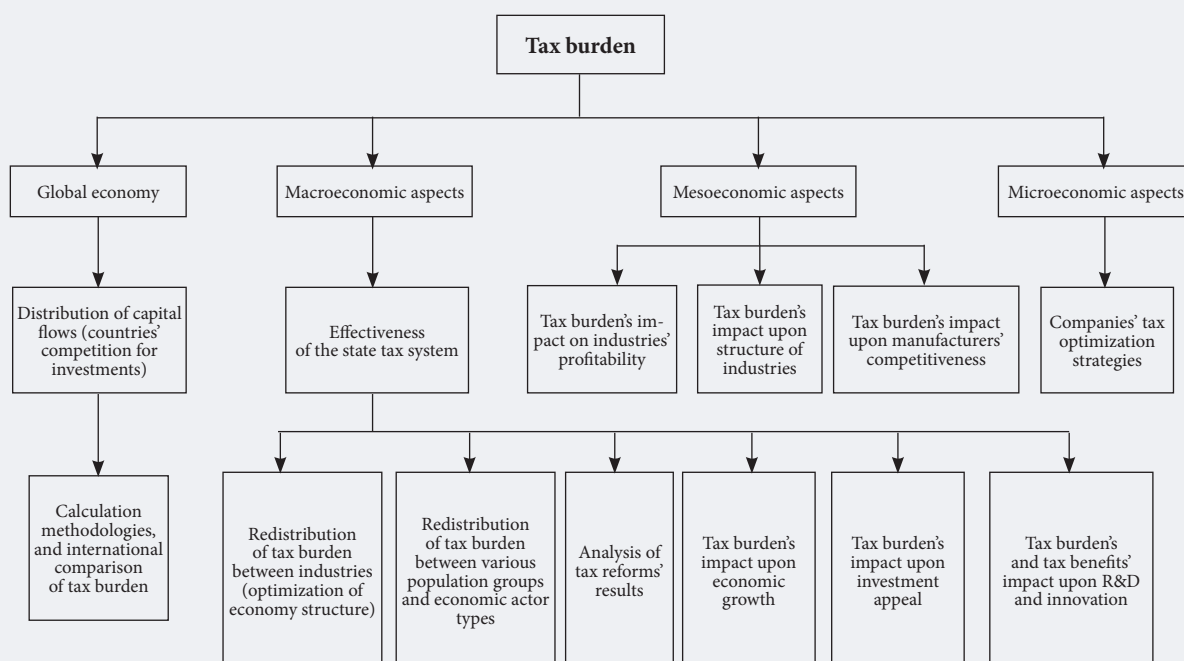 Tax burden
Global economy
Macroeconomic aspects
Mesoeconomic aspects
Microeconomic aspects
Distribution of capital
flows (countries'
competition for
investments)
Effectiveness
of the state tax system
Tax burden's im-
pact on industries'
profitability
Tax burden's
impact upon
structure of
industries
Tax burden's impact
upon manufacturers'
competitiveness
Companies' tax
optimization
strategies
Calculation
methodologies,
and international
comparison
of tax burden
Redistribution
of tax burden
between industries
(optimization of
economy structure)
Redistribution
of tax burden
between various
population groups
and economic actor
types
Analysis of
tax reforms'
results
Tax burden's
impact upon
economic
growth
Tax burden's
impact upon
investment
appeal
Tax burden's
and tax benefits'
impact upon R&D
and innovation